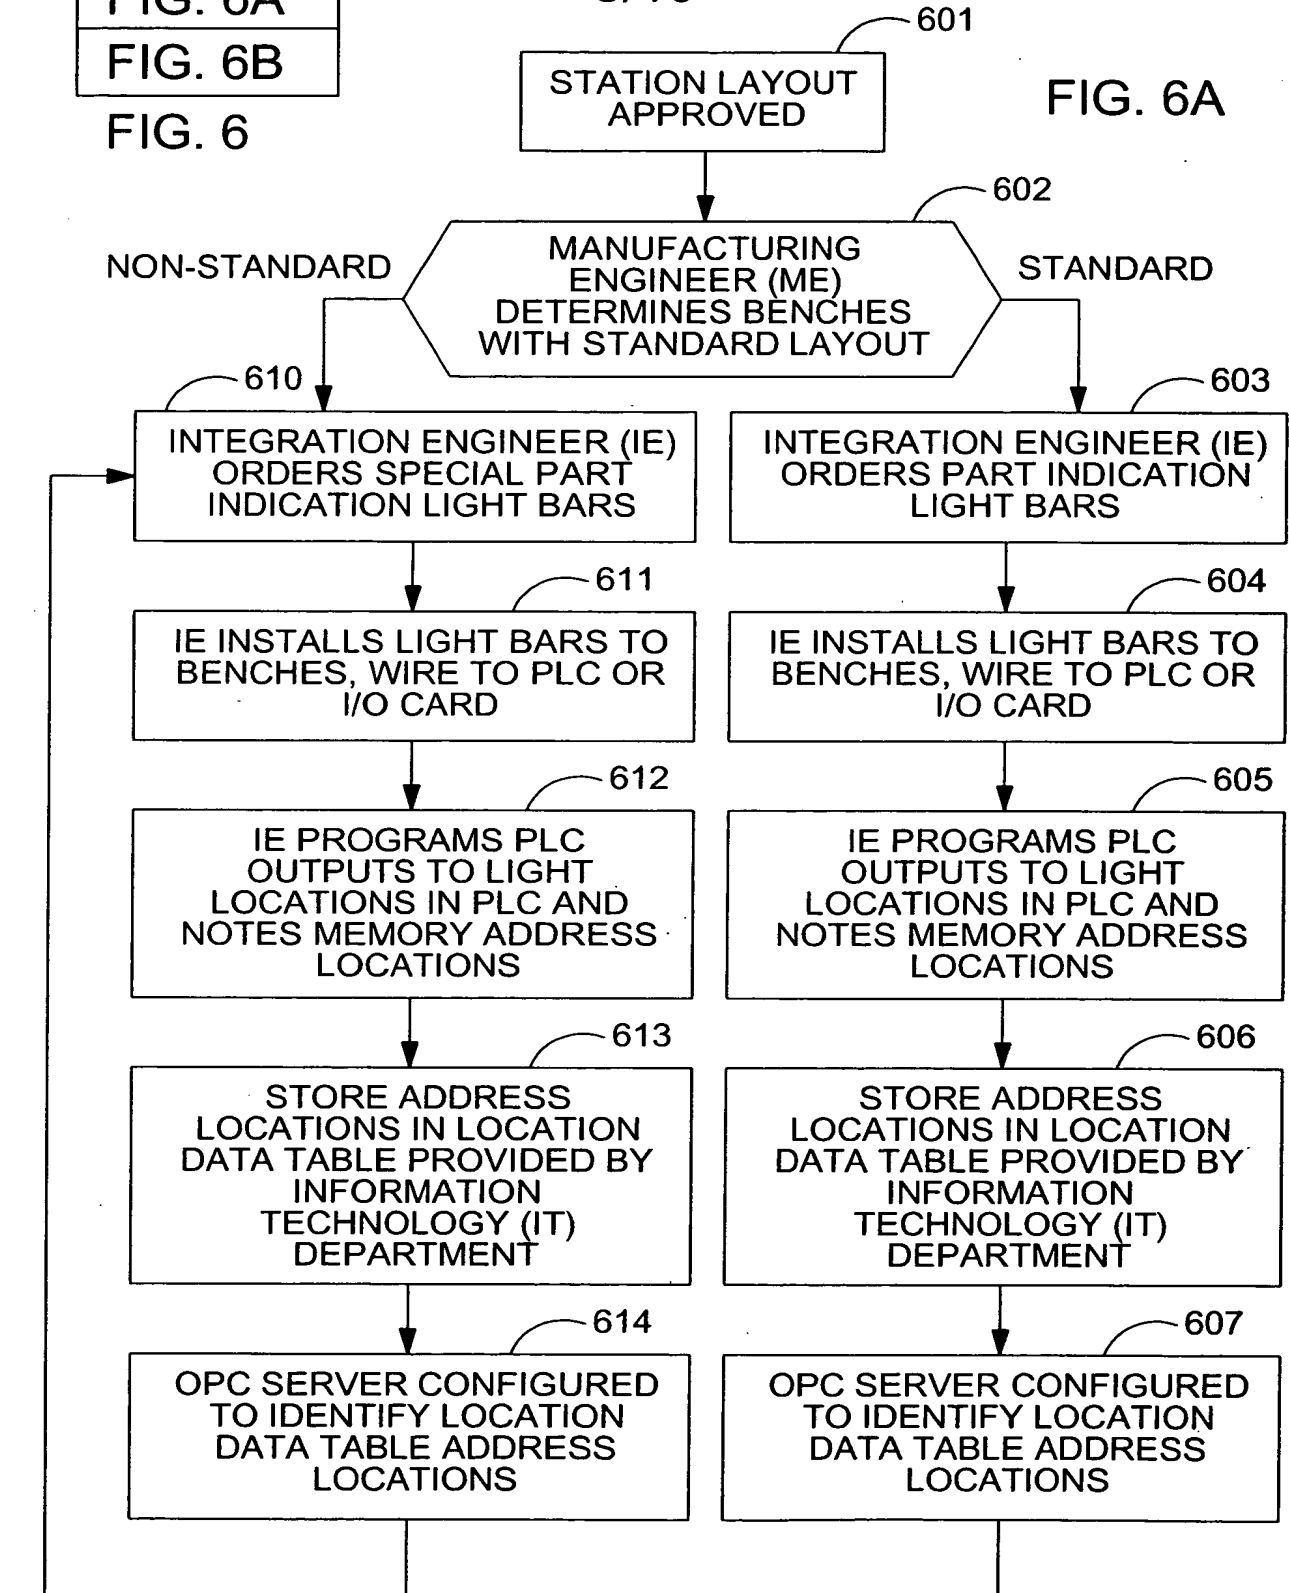 FIG. 6A
FIG. 6B
FIG. 6
601
STATION LAYOUT
APPROVED
FIG. 6A
602
MANUFACTURING
ENGINEER (ME)
DETERMINES BENCHES
WITH STANDARD LAYOUT
NON-STANDARD
STANDARD
610
INTEGRATION ENGINEER (IE)
ORDERS SPECIAL PART
INDICATION LIGHT BARS
603
INTEGRATION ENGINEER (IE)
ORDERS PART INDICATION
LIGHT BARS
611
IE INSTALLS LIGHT BARS TO
BENCHES, WIRE TO PLC OR
I/O CARD
604
IE INSTALLS LIGHT BARS TO
BENCHES, WIRE TO PLC OR
I/O CARD
612
IE PROGRAMS PLC
OUTPUTS TO LIGHT
LOCATIONS IN PLC AND
NOTES MEMORY ADDRESS
LOCATIONS
605
IE PROGRAMS PLC
OUTPUTS TO LIGHT
LOCATIONS IN PLC AND
NOTES MEMORY ADDRESS
LOCATIONS
613
STORE ADDRESS
LOCATIONS IN LOCATION
DATA TABLE PROVIDED BY
INFORMATION
TECHNOLOGY (IT)
DEPARTMENT
606
STORE ADDRESS
LOCATIONS IN LOCATION
DATA TABLE PROVIDED BY
INFORMATION
TECHNOLOGY (IT)
DEPARTMENT
614
OPC SERVER CONFIGURED
TO IDENTIFY LOCATION
DATA TABLE ADDRESS
LOCATIONS
607
OPC SERVER CONFIGURED
TO IDENTIFY LOCATION
DATA TABLE ADDRESS
LOCATIONS